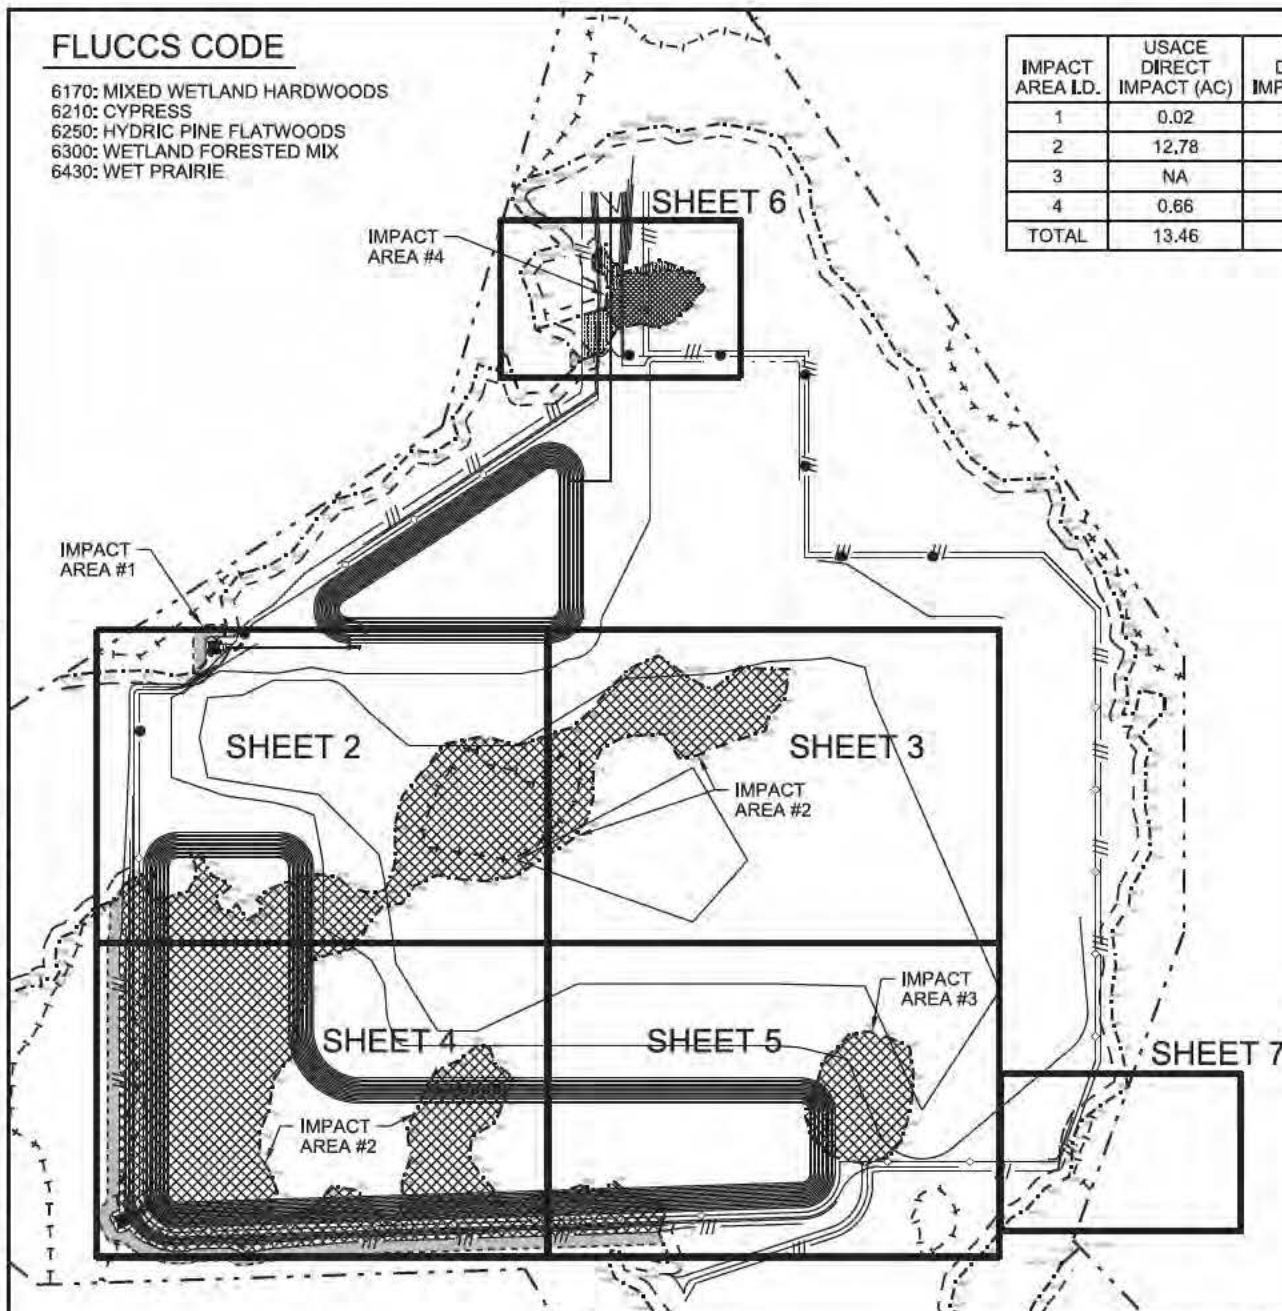 FLUCCS CODE
6170: MIXED WETLAND HARDWOODS
6210: CYPRESS
6250: HYDRIC PINE FLATWOODS
6300: WETLAND FORESTED MIX
6430: WET PRAIRIE
IMPACT AREA I.D.
USACE DIRECT IMPACT (AC)
1 0.02
2 12.78
3 NA
4 0.66
TOTAL 13.46
SHEET 6
IMPACT
AREA #4
IMPACT
AREA #1
SHEET 2
SHEET 3
IMPACT
AREA #2
IMPACT
AREA #3
SHEET 4
SHEET 5
SHEET 7
IMPACT
AREA #2